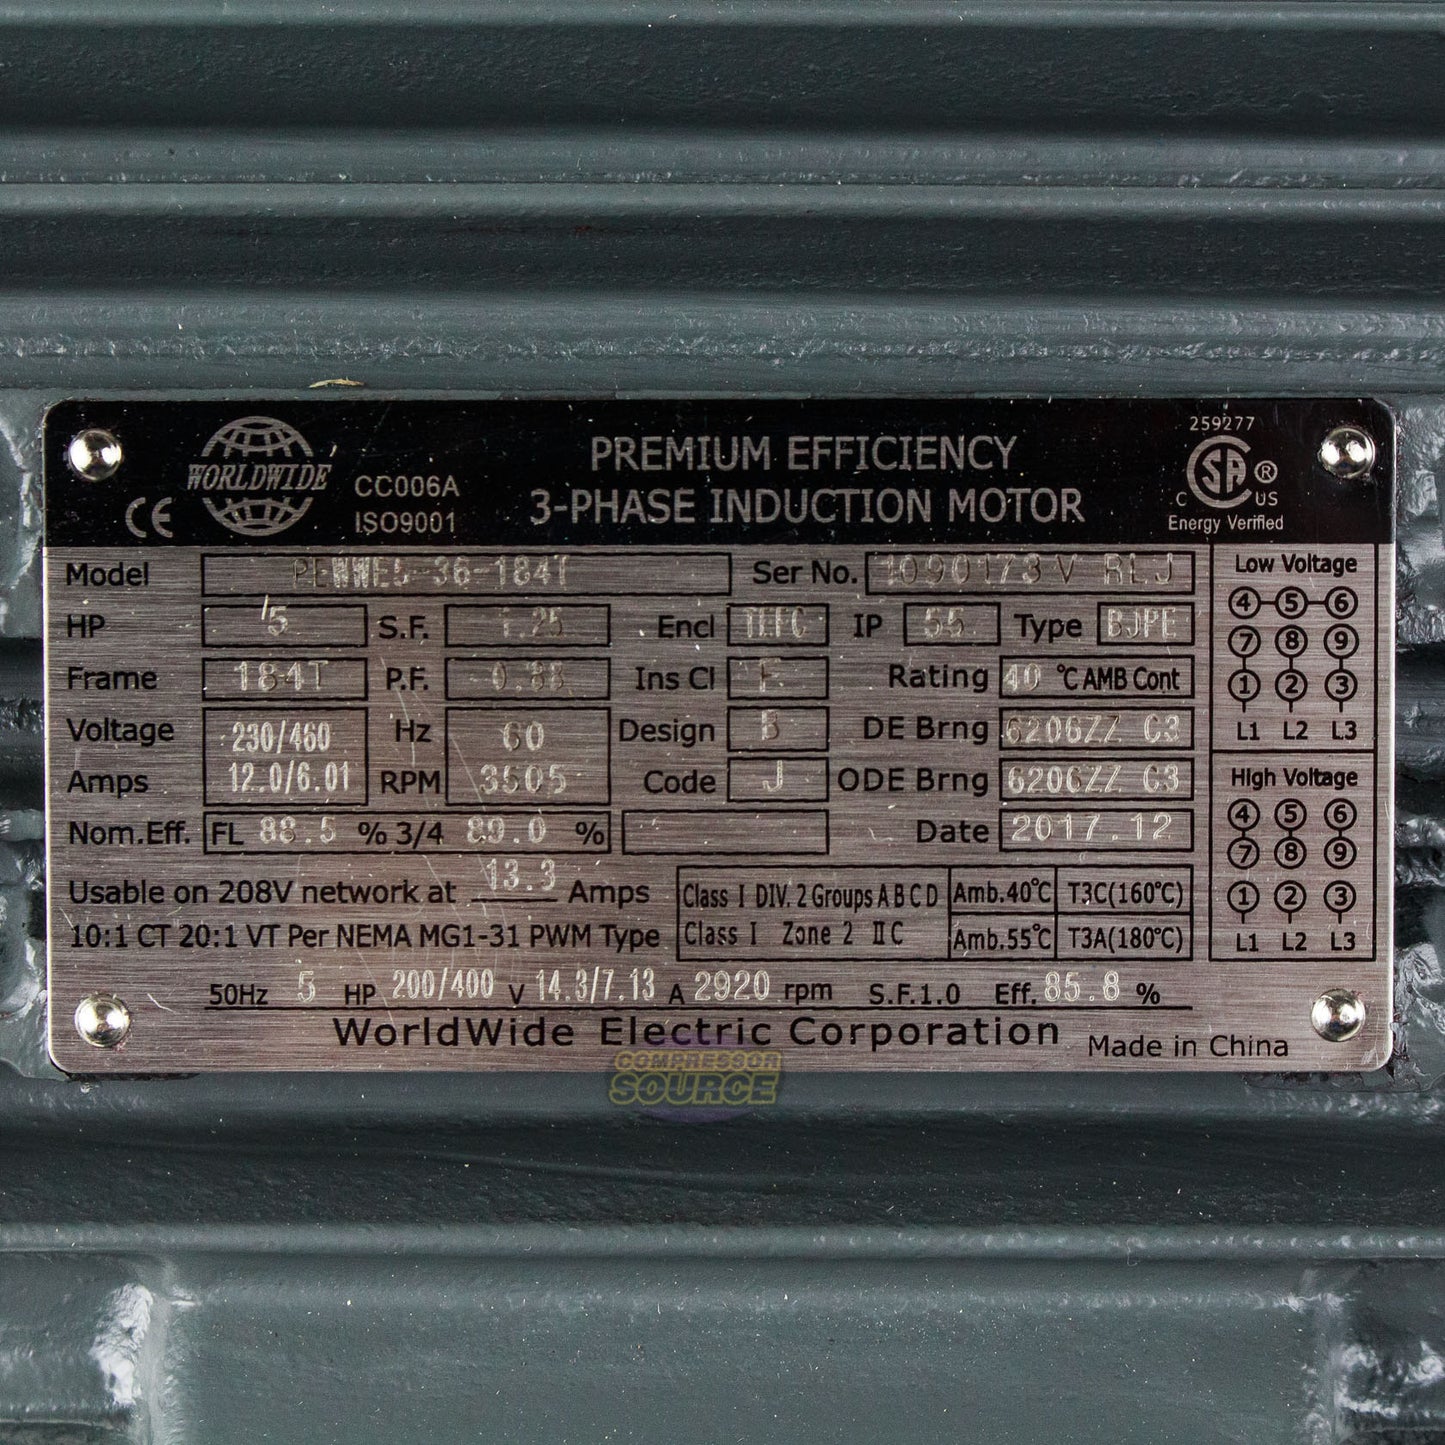 259277
WORLDWIDE CC006A PREMIUM EFFICIENCY SA ®
CE ISO9001 3-PHASE INDUCTION MOTOR C US
Energy Verified
Model PEWWE5-36-184T Ser No. 1090173V RLJ
HP 5 S.F. 1.25 Encl TEFC IP 55 Type BJPE
Frame 184T P.F. 0.88 Ins Cl F Rating 40 °C AMB Cont
Voltage 230/460 Hz 60 Design B DE Brng 6206ZZ C3
Amps 12.0/6.01 RPM 3505 Code J ODE Brng 6206ZZ C3
Nom.Eff. FL 88.5 % 3/4 89.0 % Date 2017.12
Usable on 208V network at 13.3 Amps
10:1 CT 20:1 VT Per NEMA MG1-31 PWM Type
Class I DIV. 2 Groups A B C D Amb.40°C T3C(160°C)
Class I Zone 2 II C Amb.55°C T3A(180°C)
50Hz 5 HP 200/400 V 14.3/7.13 A 2920 rpm S.F.1.0 Eff. 85.8 %
WorldWide Electric Corporation Made in China
Low Voltage
4 5 6
7 8 9
1 2 3
L1 L2 L3
High Voltage
4 5 6
7 8 9
1 2 3
L1 L2 L3
COMPRESSOR
SOURCE